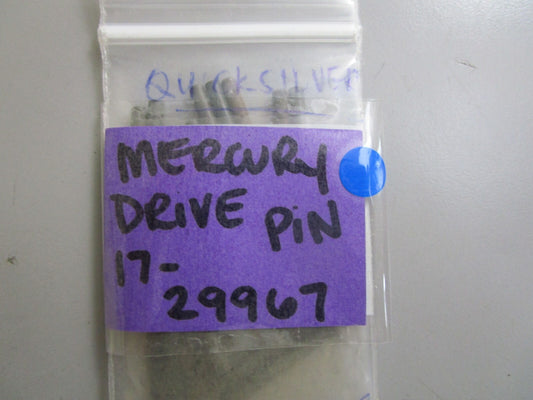 QUICKSILVER
MERCURY
DRIVE PiN
17-
29967